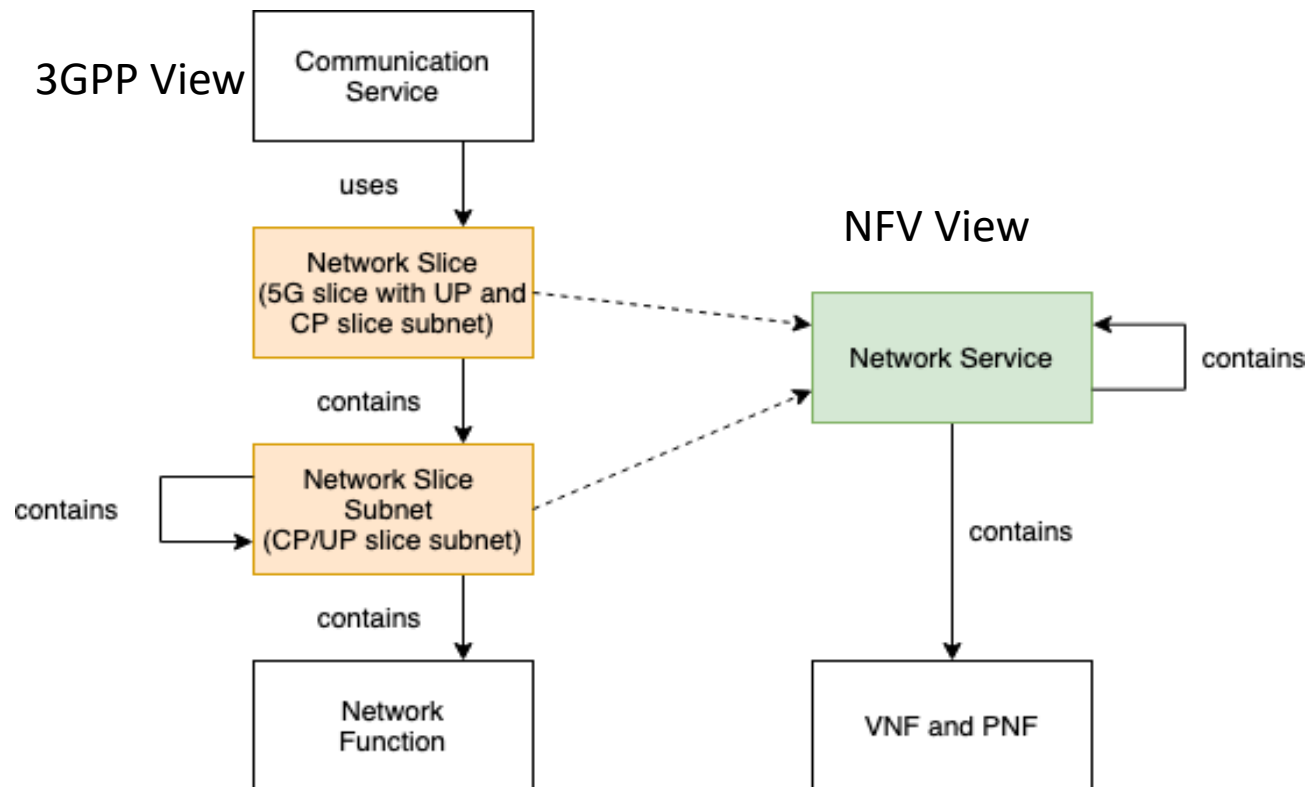 3GPP View
Communication
Service
uses
Network Slice
(5G slice with UP and
CP slice subnet)
contains
Network Slice
Subnet
(CP/UP slice subnet)
contains
contains
Network
Function
NFV View
Network Service
contains
contains
VNF and PNF